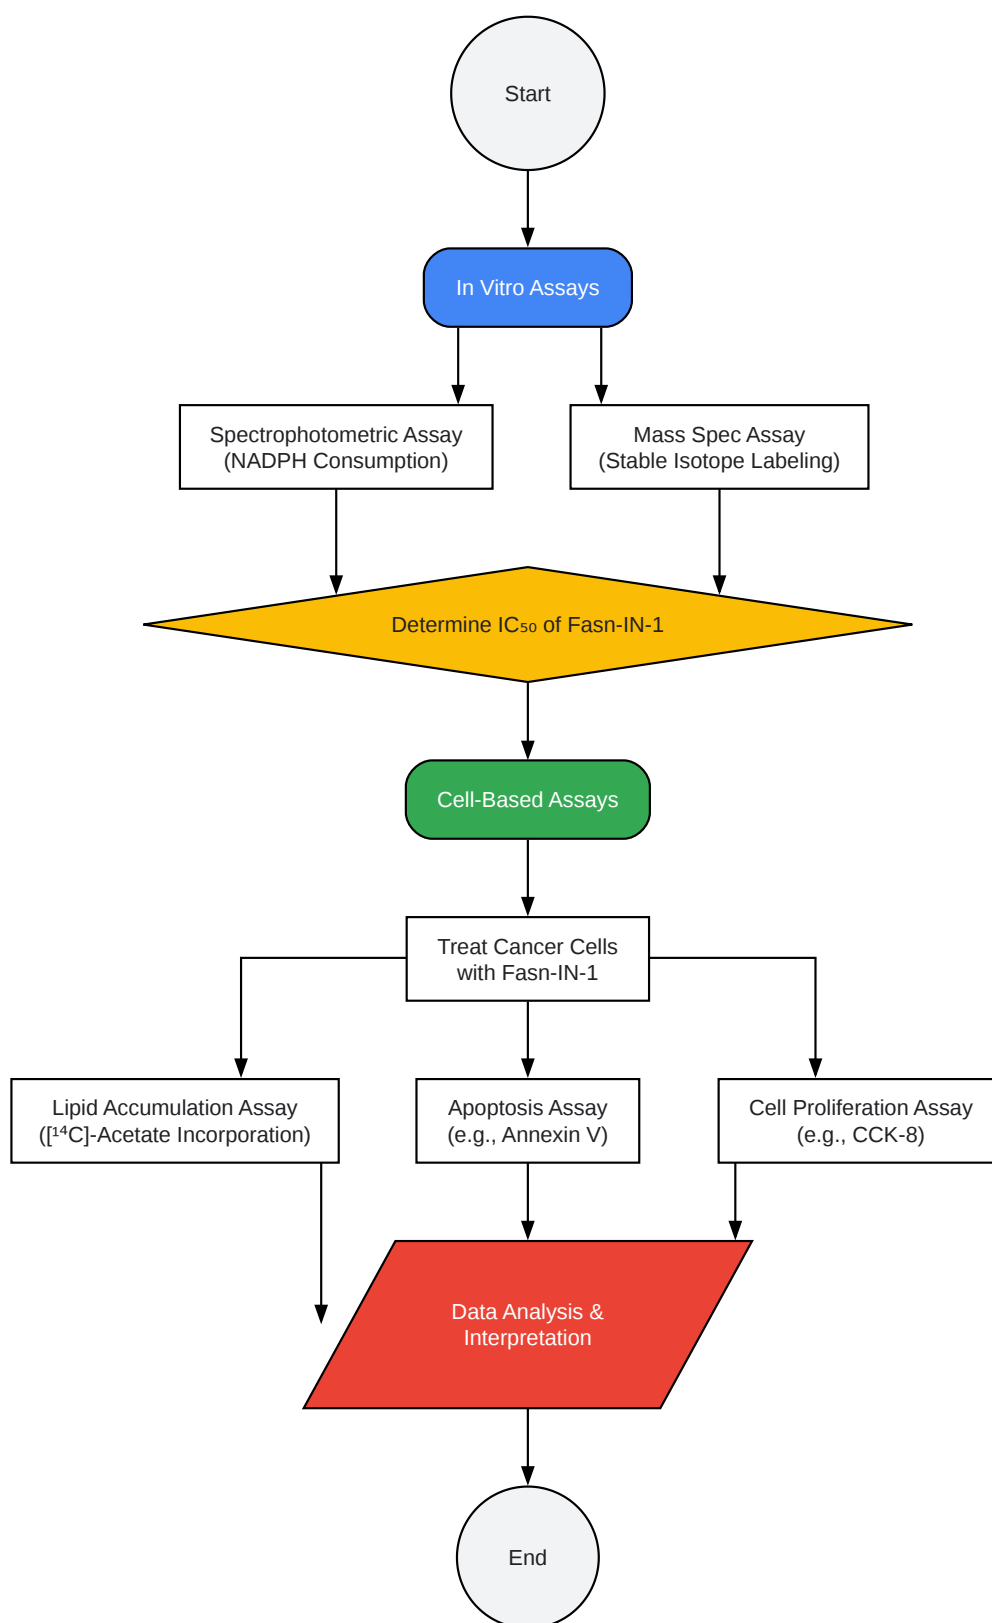 Start
In Vitro Assays
Spectrophotometric Assay
(NADPH Consumption)
Mass Spec Assay
(Stable Isotope Labeling)
Determine IC₅₀ of Fasn-IN-1
Cell-Based Assays
Treat Cancer Cells
with Fasn-IN-1
Lipid Accumulation Assay
([¹⁴C]-Acetate Incorporation)
Apoptosis Assay
(e.g., Annexin V)
Cell Proliferation Assay
(e.g., CCK-8)
Data Analysis &
Interpretation
End